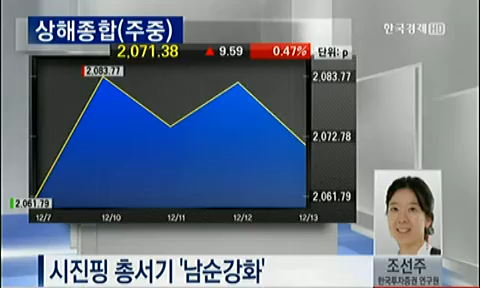 상해종합(주중)
한국경제HD
2,071.38 ▲ 9.59 0.47% 단위: p
2,083.77
2,083.77
2,072.78
2,061.79
2,061.79
12/7 12/10 12/11 12/12 12/13
조선주
한국투자증권 연구원
시진핑 총서기 '남순강화'